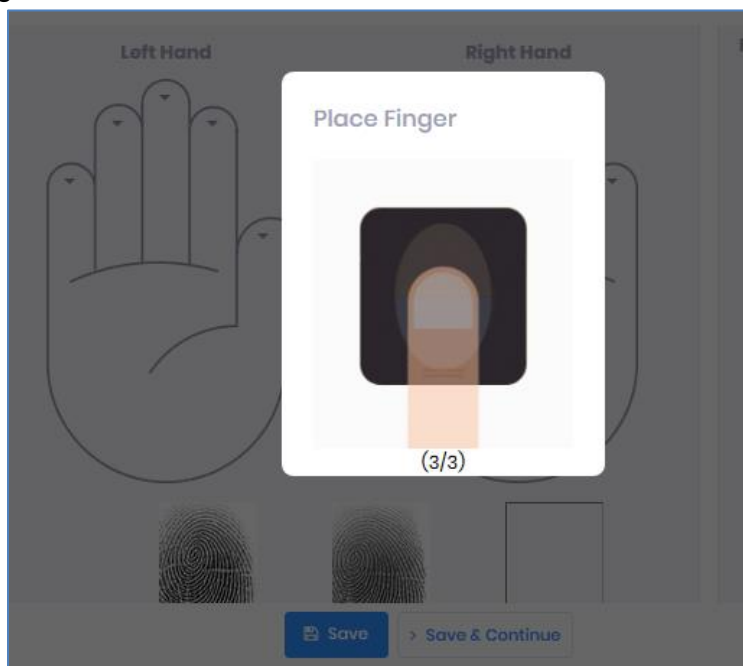 Left Hand
Right Hand
Place Finger
(3/3)
Save
> Save & Continue